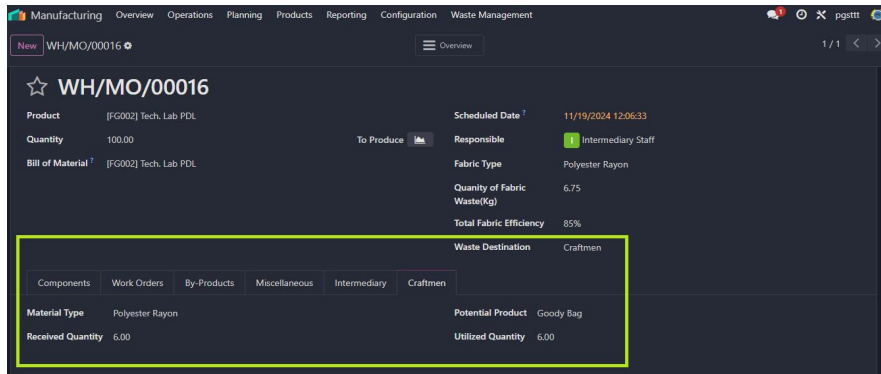 Manufacturing Overview Operations Planning Products Reporting Configuration Waste Management 1 pgsttt
New WH/MO/00016 Overview 1 / 1
WH/MO/00016
Product [FG002] Tech. Lab PDL Scheduled Date ? 11/19/2024 12:06:33
Quantity 100.00 To Produce Responsible I Intermediary Staff
Bill of Material ? [FG002] Tech. Lab PDL Fabric Type Polyester Rayon
Quanity of Fabric Waste(Kg) 6.75
Total Fabric Efficiency 85%
Waste Destination Craftmen
Components Work Orders By-Products Miscellaneous Intermediary Craftmen
Material Type Polyester Rayon Potential Product Goody Bag
Received Quantity 6.00 Utilized Quantity 6.00